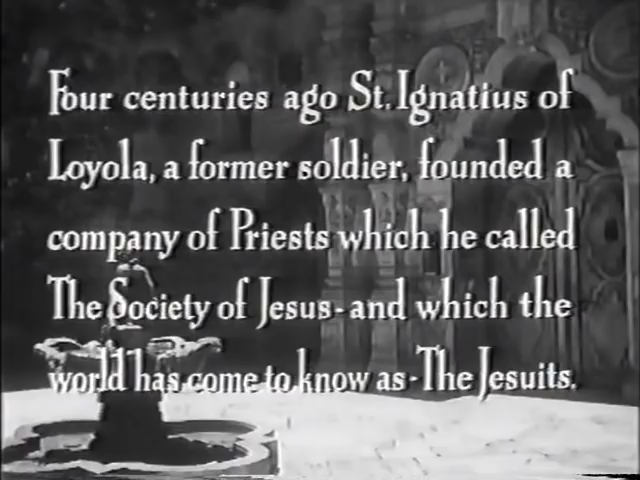 Four centuries ago St. Ignatius of
Loyola, a former soldier, founded a
company of Priests which he called
The Society of Jesus - and which the
world has come to know as - The Jesuits.